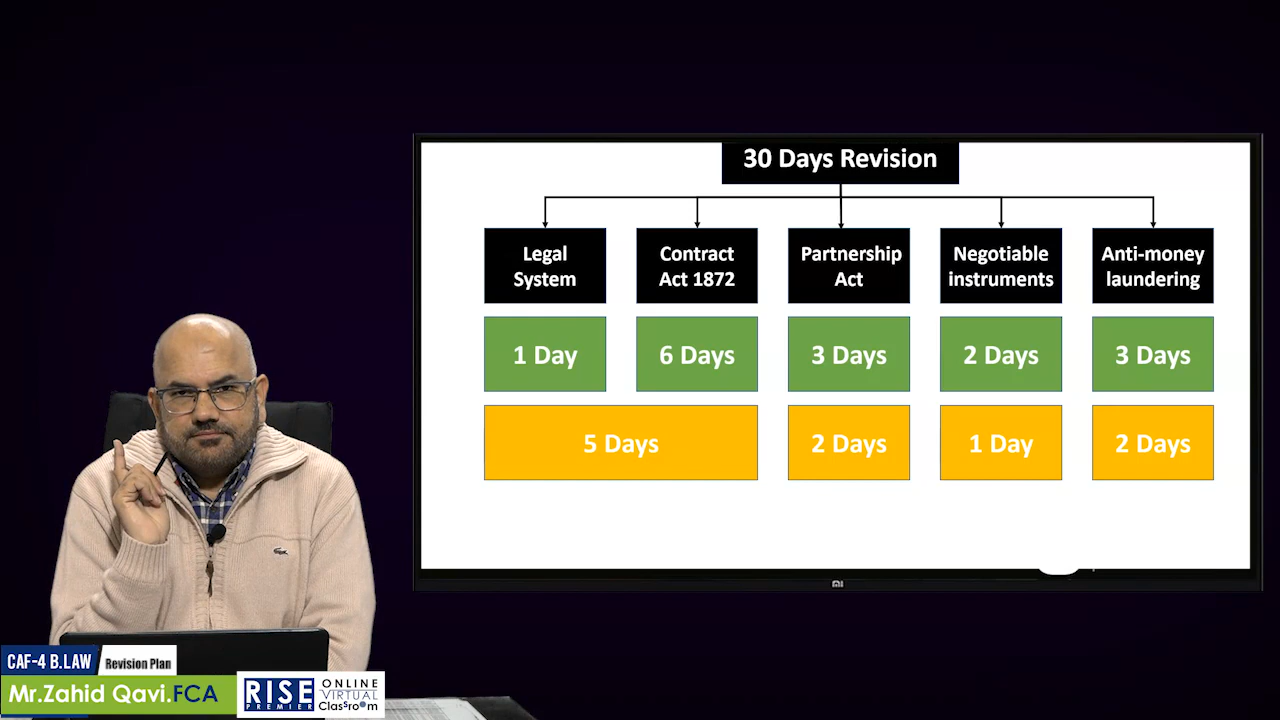 30 Days Revision
Legal
System
Contract
Act 1872
Partnership
Act
Negotiable
instruments
Anti-money
laundering
1 Day
6 Days
3 Days
2 Days
3 Days
5 Days
2 Days
1 Day
2 Days
mi
CAF-4 B.LAW
Revision Plan
Mr.Zahid Qavi.FCA
RISE
PREMIER
ONLINE
VIRTUAL
Classroom